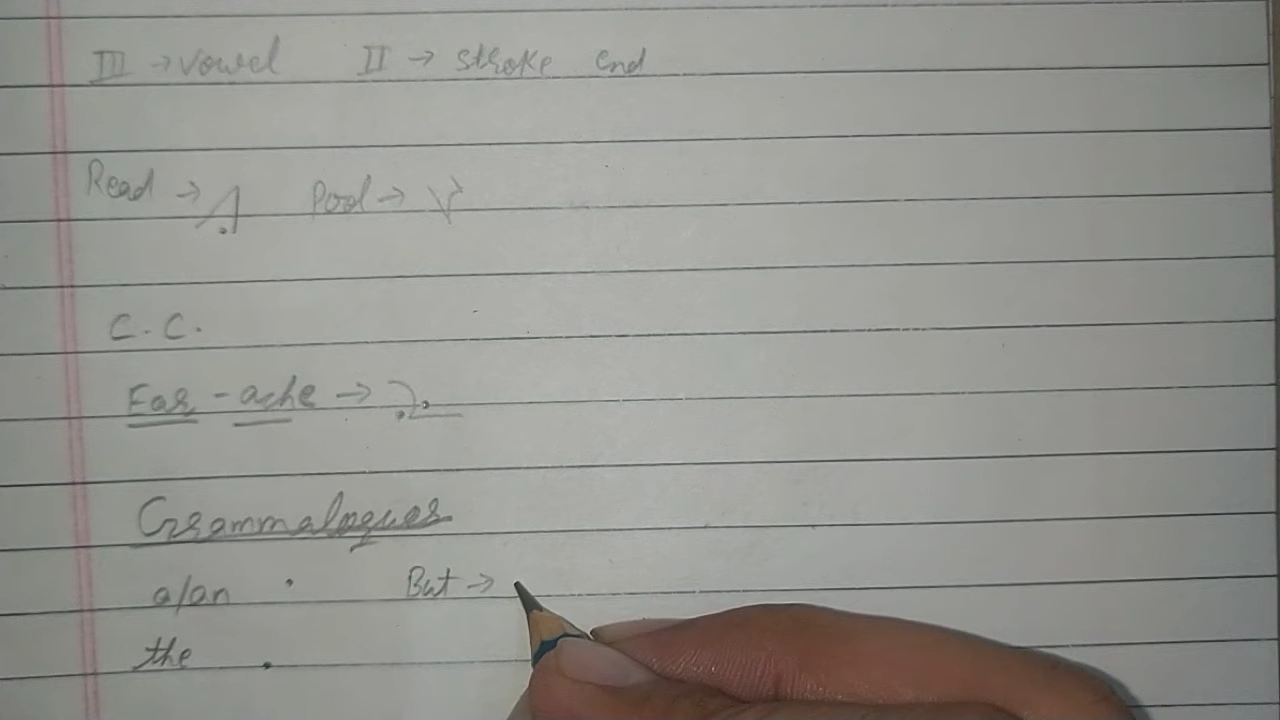 III → vowel II → stroke end
Read → Pool →
C.C.
Ear - ache →
Grammalogues
a/an But →
the